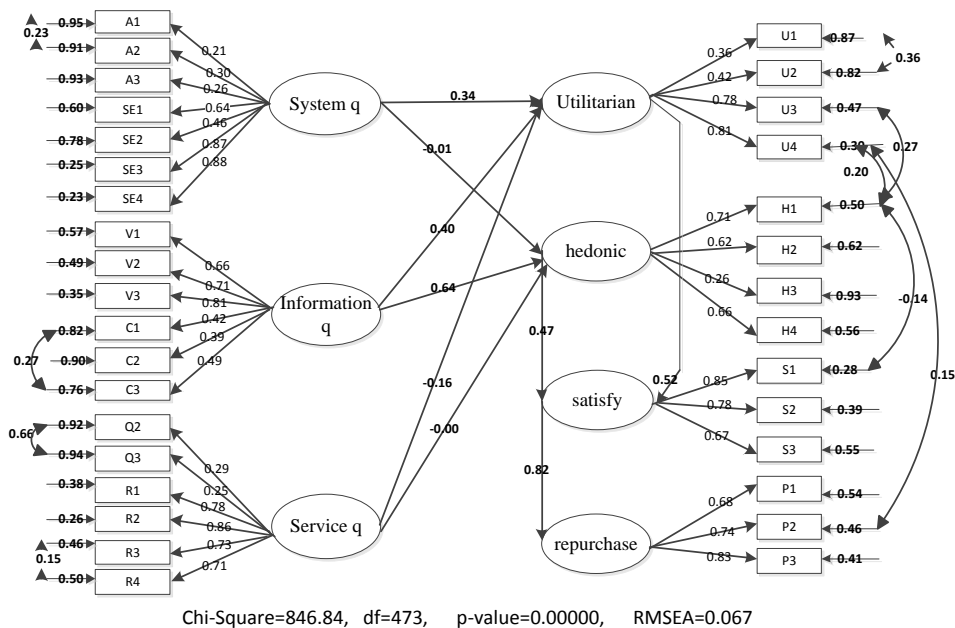 0.95
A1
0.23
0.91
A2
0.93
A3
0.60
SE1
0.78
SE2
0.25
SE3
0.23
SE4
0.21
0.30
0.26
0.64
0.46
0.87
0.88
System q
0.57
V1
0.49
V2
0.35
V3
0.82
C1
0.27
0.90
C2
0.76
C3
0.66
0.71
0.81
0.42
0.39
0.49
Information
q
0.92
Q2
0.66
0.94
Q3
0.38
R1
0.26
R2
0.46
R3
0.15
0.50
R4
0.29
0.25
0.78
0.86
0.73
0.71
Service q
0.34
-0.01
0.40
0.64
-0.16
-0.00
0.47
0.52
0.82
Utilitarian
0.36
0.42
0.78
0.81
U1
0.87
U2
0.82
0.36
U3
0.47
U4
0.30
0.27
0.20
hedonic
0.71
0.62
0.26
0.66
H1
0.50
H2
0.62
H3
0.93
H4
0.56
-0.14
0.15
satisfy
0.85
0.78
0.67
S1
0.28
S2
0.39
S3
0.55
repurchase
0.68
0.74
0.83
P1
0.54
P2
0.46
P3
0.41
Chi-Square=846.84, df=473, p-value=0.00000, RMSEA=0.067